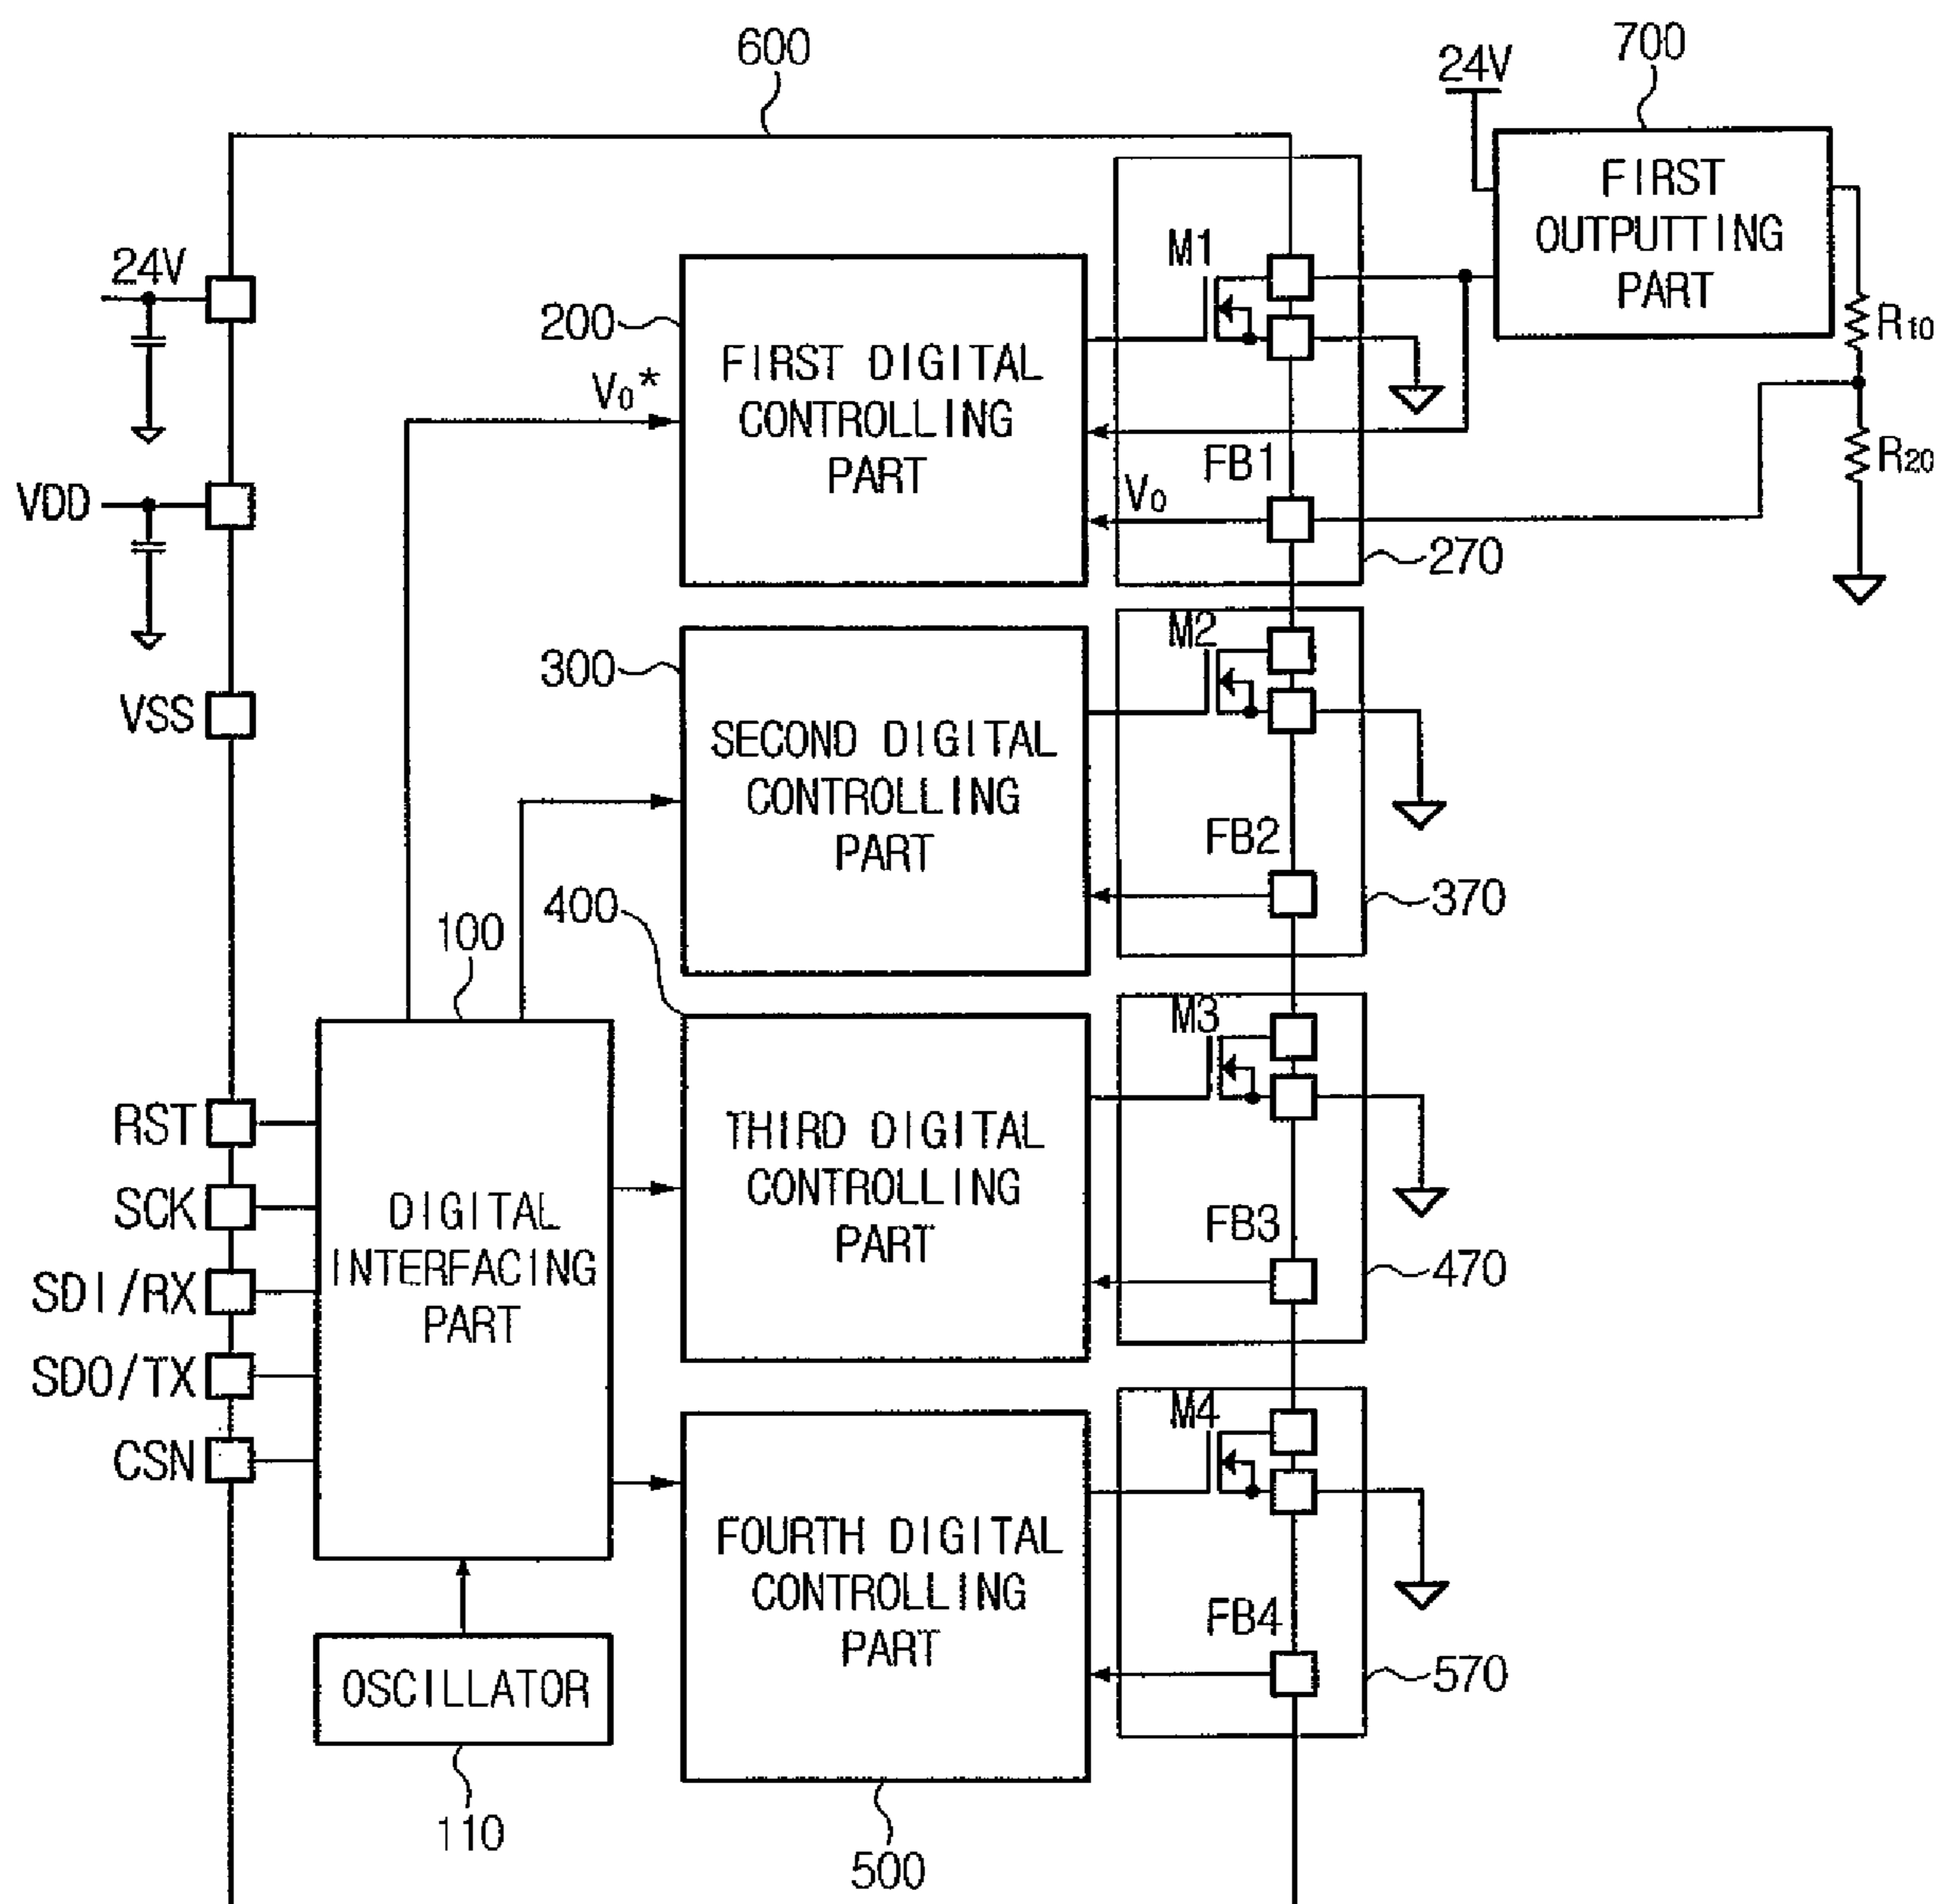 600
700
24V
FIRST
OUTPUTTING
PART
R10
R20
24V
VDD
VSS
200
V0*
FIRST DIGITAL
CONTROLLING
PART
M1
FB1
V0
270
300
SECOND DIGITAL
CONTROLLING
PART
M2
FB2
370
400
100
THIRD DIGITAL
CONTROLLING
PART
M3
FB3
470
RST
SCK
SDI/RX
SDO/TX
CSN
DIGITAL
INTERFACING
PART
FOURTH DIGITAL
CONTROLLING
PART
M4
FB4
570
OSCILLATOR
110
500